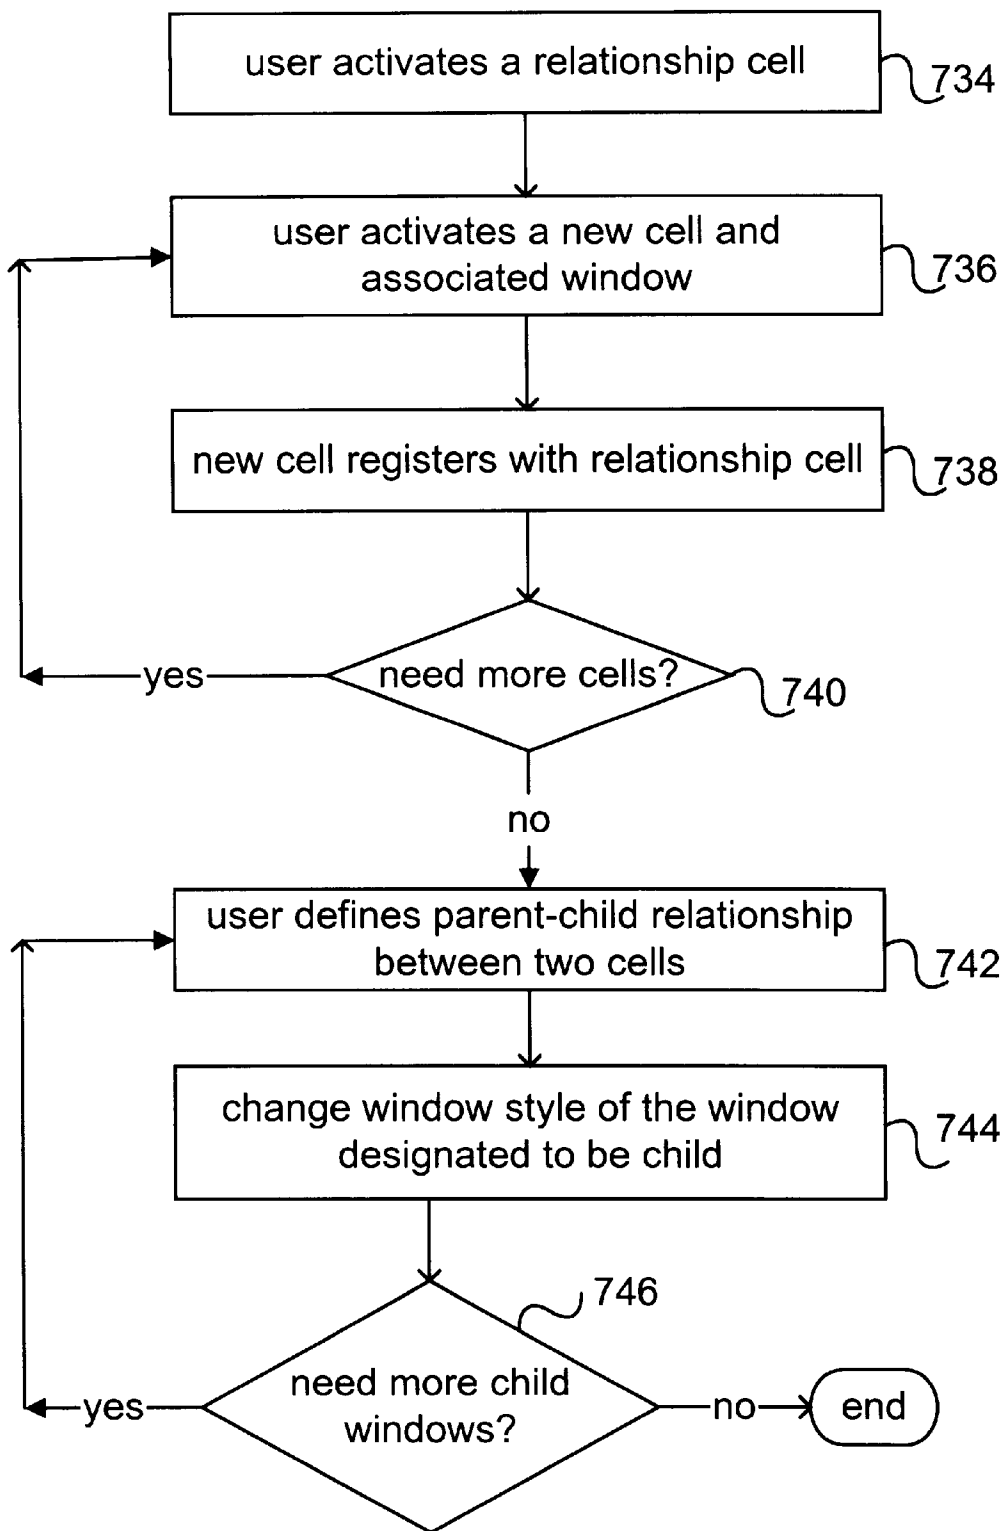 user activates a relationship cell
734
user activates a new cell and
associated window
736
new cell registers with relationship cell
738
need more cells?
yes
740
no
user defines parent-child relationship
between two cells
742
change window style of the window
designated to be child
744
746
need more child
windows?
yes
no
end